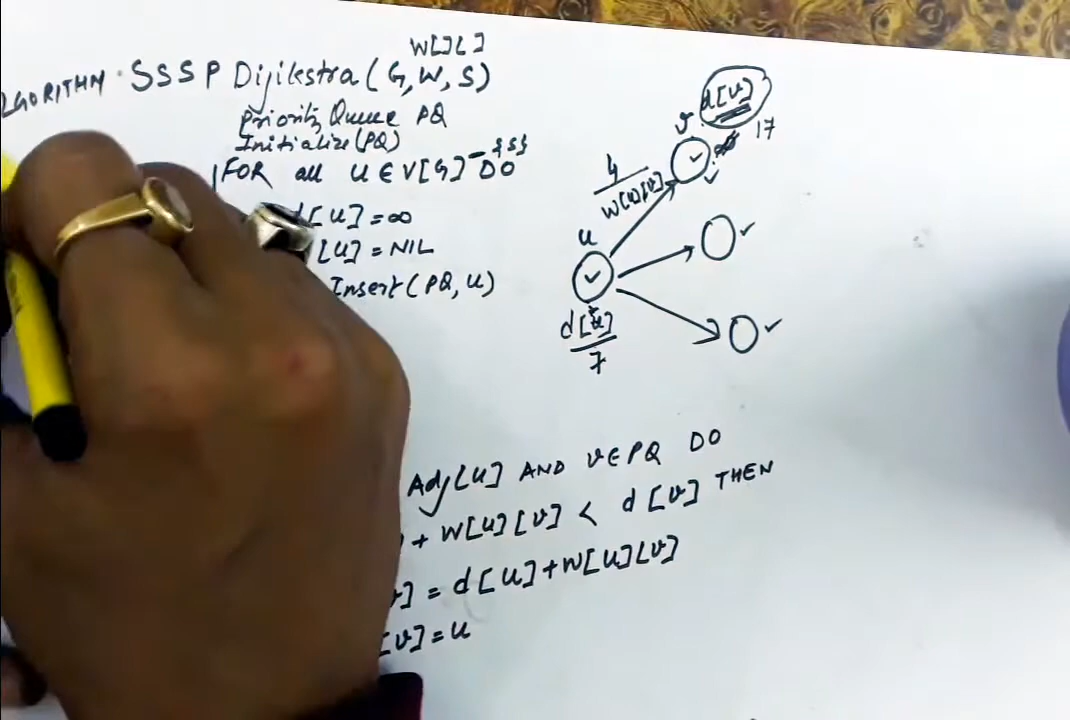 LGORITHM. SSSP Dijikstra (G, W, S)
W[][]
Priority Queue PQ
Initialize (PQ)
FOR all u ∈ V[G] - {S} DO
d[u] = ∞
[u] = NIL
Insert (PQ, u)
Adj[u] AND v ∈ PQ DO
+ W[u][v] < d[v] THEN
v] = d[u] + W[u][v]
[v] = u
d[v]
v
17
4
W[u][v]
u
7